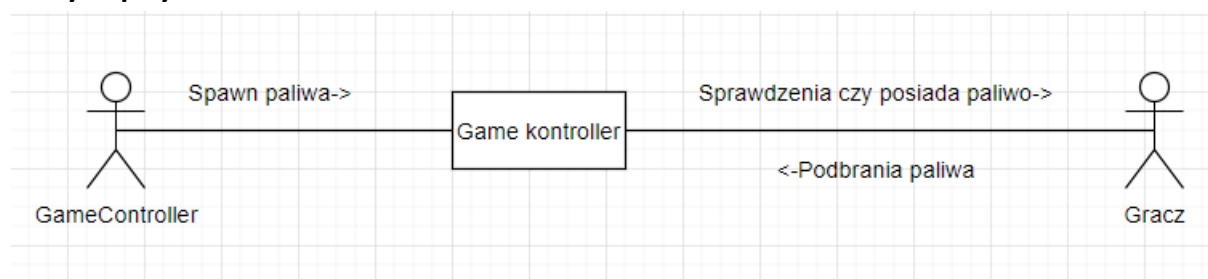 Spawn paliwa->
Sprawdzenia czy posiada paliwo->
Game kontroller
<-Podbrania paliwa
GameController
Gracz